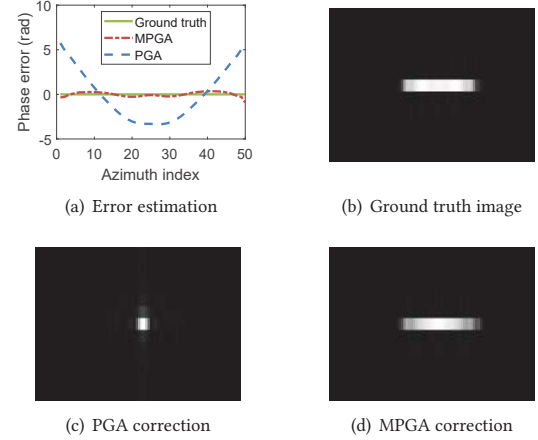 10
5
0
-5
Phase error (rad)
Ground truth
MPGA
PGA
0 10 20 30 40 50
Azimuth index
(a) Error estimation
(b) Ground truth image
(c) PGA correction
(d) MPGA correction